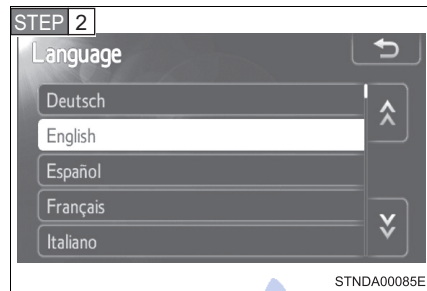 STEP 2
Language
Deutsch
English
Español
Français
Italiano
STNDA00085E